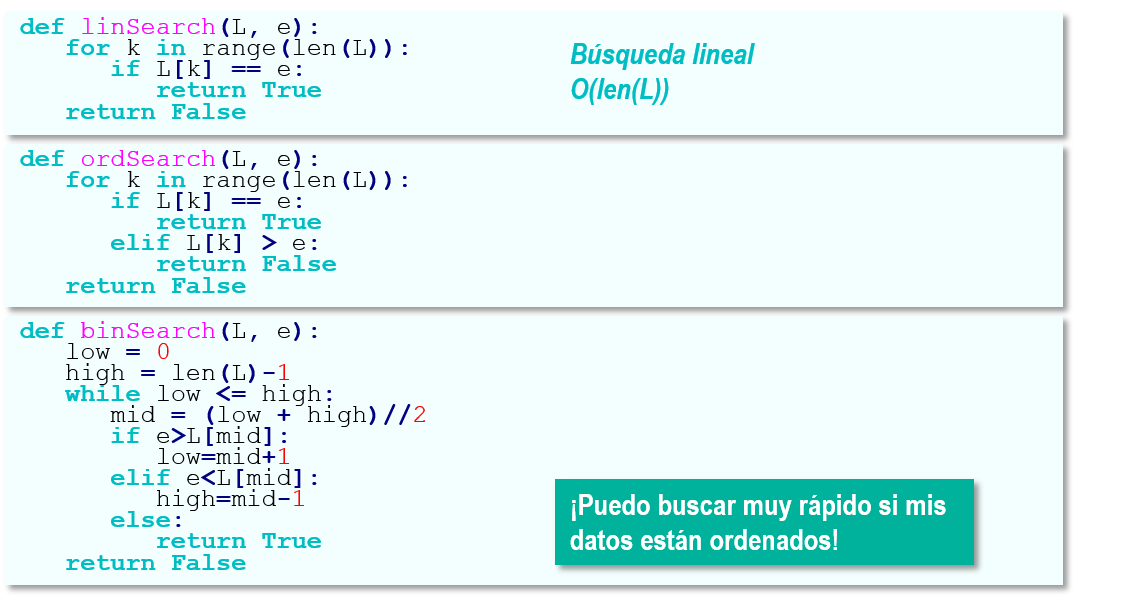 def linSearch(L, e):
   for k in range(len(L)):
      if L[k] == e:
         return True
   return False
Búsqueda lineal
O(len(L))
def ordSearch(L, e):
   for k in range(len(L)):
      if L[k] == e:
         return True
      elif L[k] > e:
         return False
   return False
def binSearch(L, e):
   low = 0
   high = len(L)-1
   while low <= high:
      mid = (low + high)//2
      if e>L[mid]:
         low=mid+1
      elif e<L[mid]:
         high=mid-1
      else:
         return True
   return False
¡Puedo buscar muy rápido si mis
datos están ordenados!